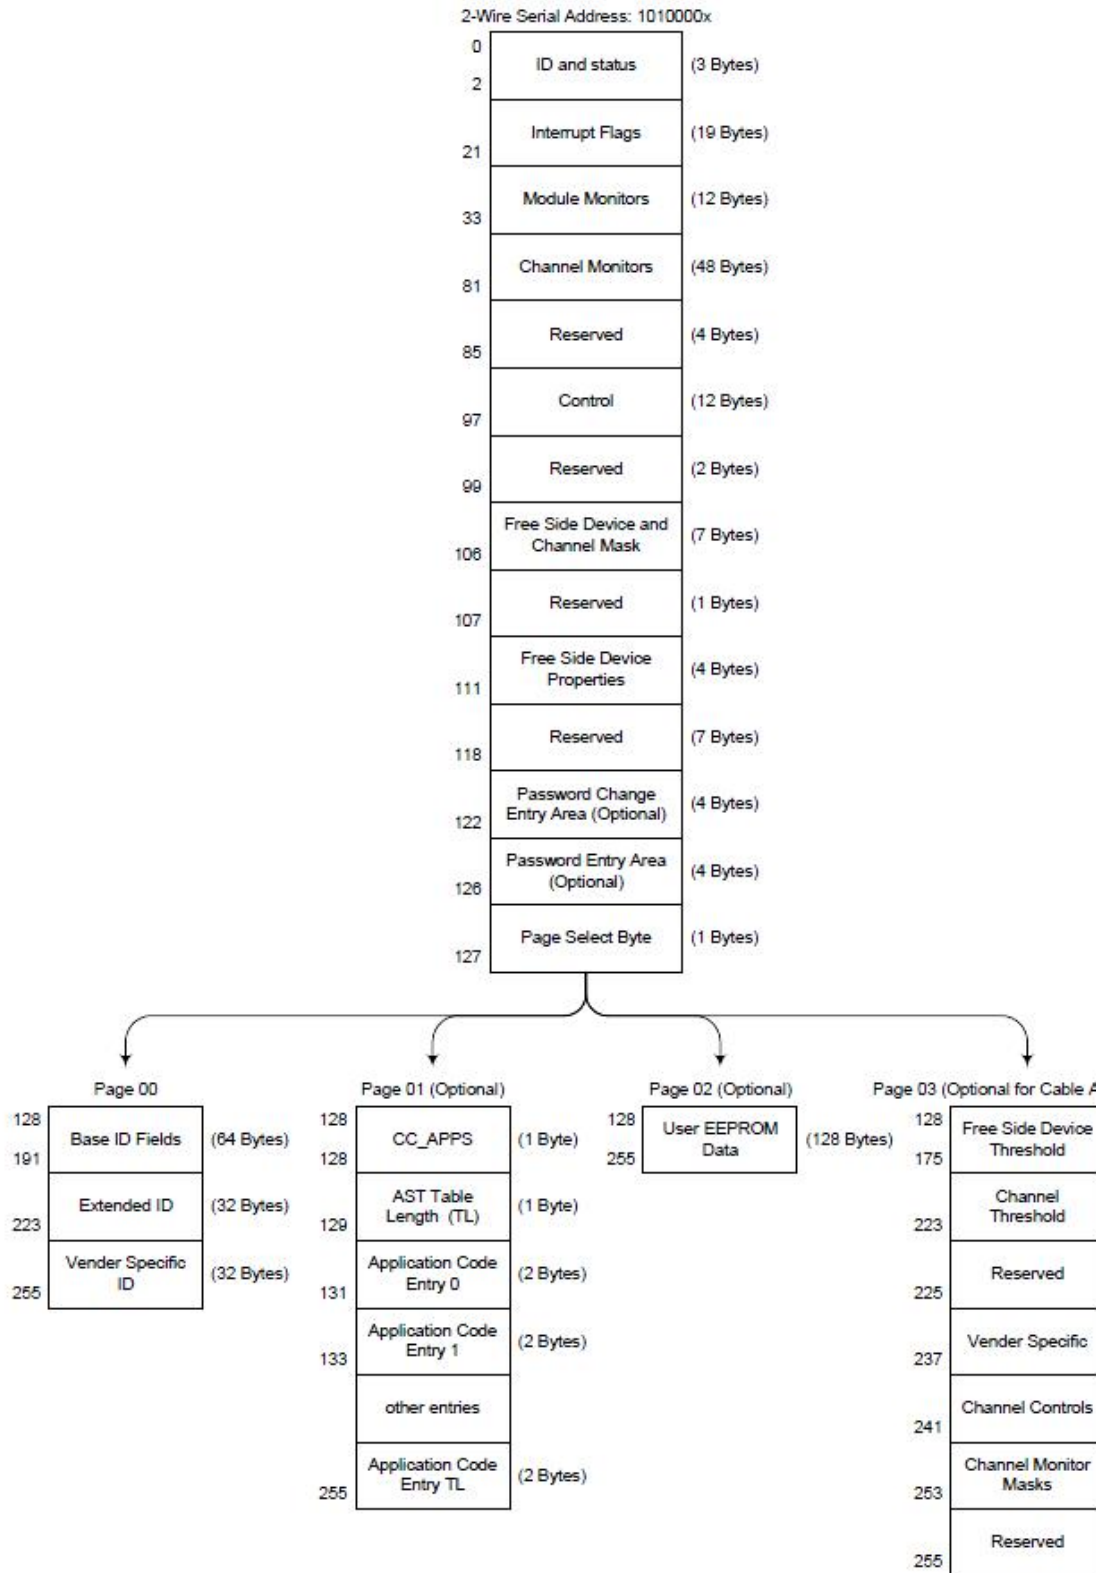 2-Wire Serial Address: 1010000x
0
ID and status
(3 Bytes)
2
Interrupt Flags
(19 Bytes)
21
Module Monitors
(12 Bytes)
33
Channel Monitors
(48 Bytes)
81
Reserved
(4 Bytes)
85
Control
(12 Bytes)
97
Reserved
(2 Bytes)
99
Free Side Device and
Channel Mask
(7 Bytes)
106
Reserved
(1 Bytes)
107
Free Side Device
Properties
(4 Bytes)
111
Reserved
(7 Bytes)
118
Password Change
Entry Area (Optional)
(4 Bytes)
122
Password Entry Area
(Optional)
(4 Bytes)
126
Page Select Byte
(1 Bytes)
127
Page 00
128
Base ID Fields
(64 Bytes)
191
Extended ID
(32 Bytes)
223
Vender Specific
ID
(32 Bytes)
255
Page 01 (Optional)
128
CC_APPS
(1 Byte)
128
AST Table
Length (TL)
(1 Byte)
129
Application Code
Entry 0
(2 Bytes)
131
Application Code
Entry 1
(2 Bytes)
133
other entries
Application Code
Entry TL
(2 Bytes)
255
Page 02 (Optional)
128
User EEPROM
Data
(128 Bytes)
255
Page 03 (Optional for Cable A
128
Free Side Device
Threshold
175
Channel
Threshold
223
Reserved
225
Vender Specific
237
Channel Controls
241
Channel Monitor
Masks
253
Reserved
255